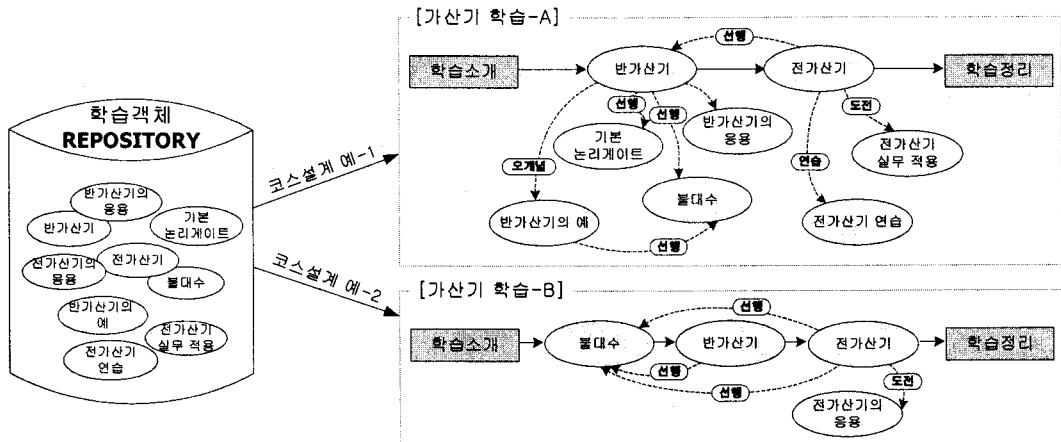 학습객체
REPOSITORY
반가산기의
응용
반가산기
기본
논리게이트
전가산기의
응용
전가산기
불대수
반가산기의
예
전가산기
실무 적용
전가산기
연습
코스설계 예-1
코스설계 예-2
[가산기 학습-A]
선행
학습소개
반가산기
전가산기
학습정리
선행
선행
도전
기본
논리게이트
반가산기의
응용
전가산기
실무 적용
오개념
연습
반가산기의 예
불대수
전가산기 연습
선행
[가산기 학습-B]
선행
학습소개
불대수
반가산기
전가산기
학습정리
선행
선행
도전
전가산기의
응용